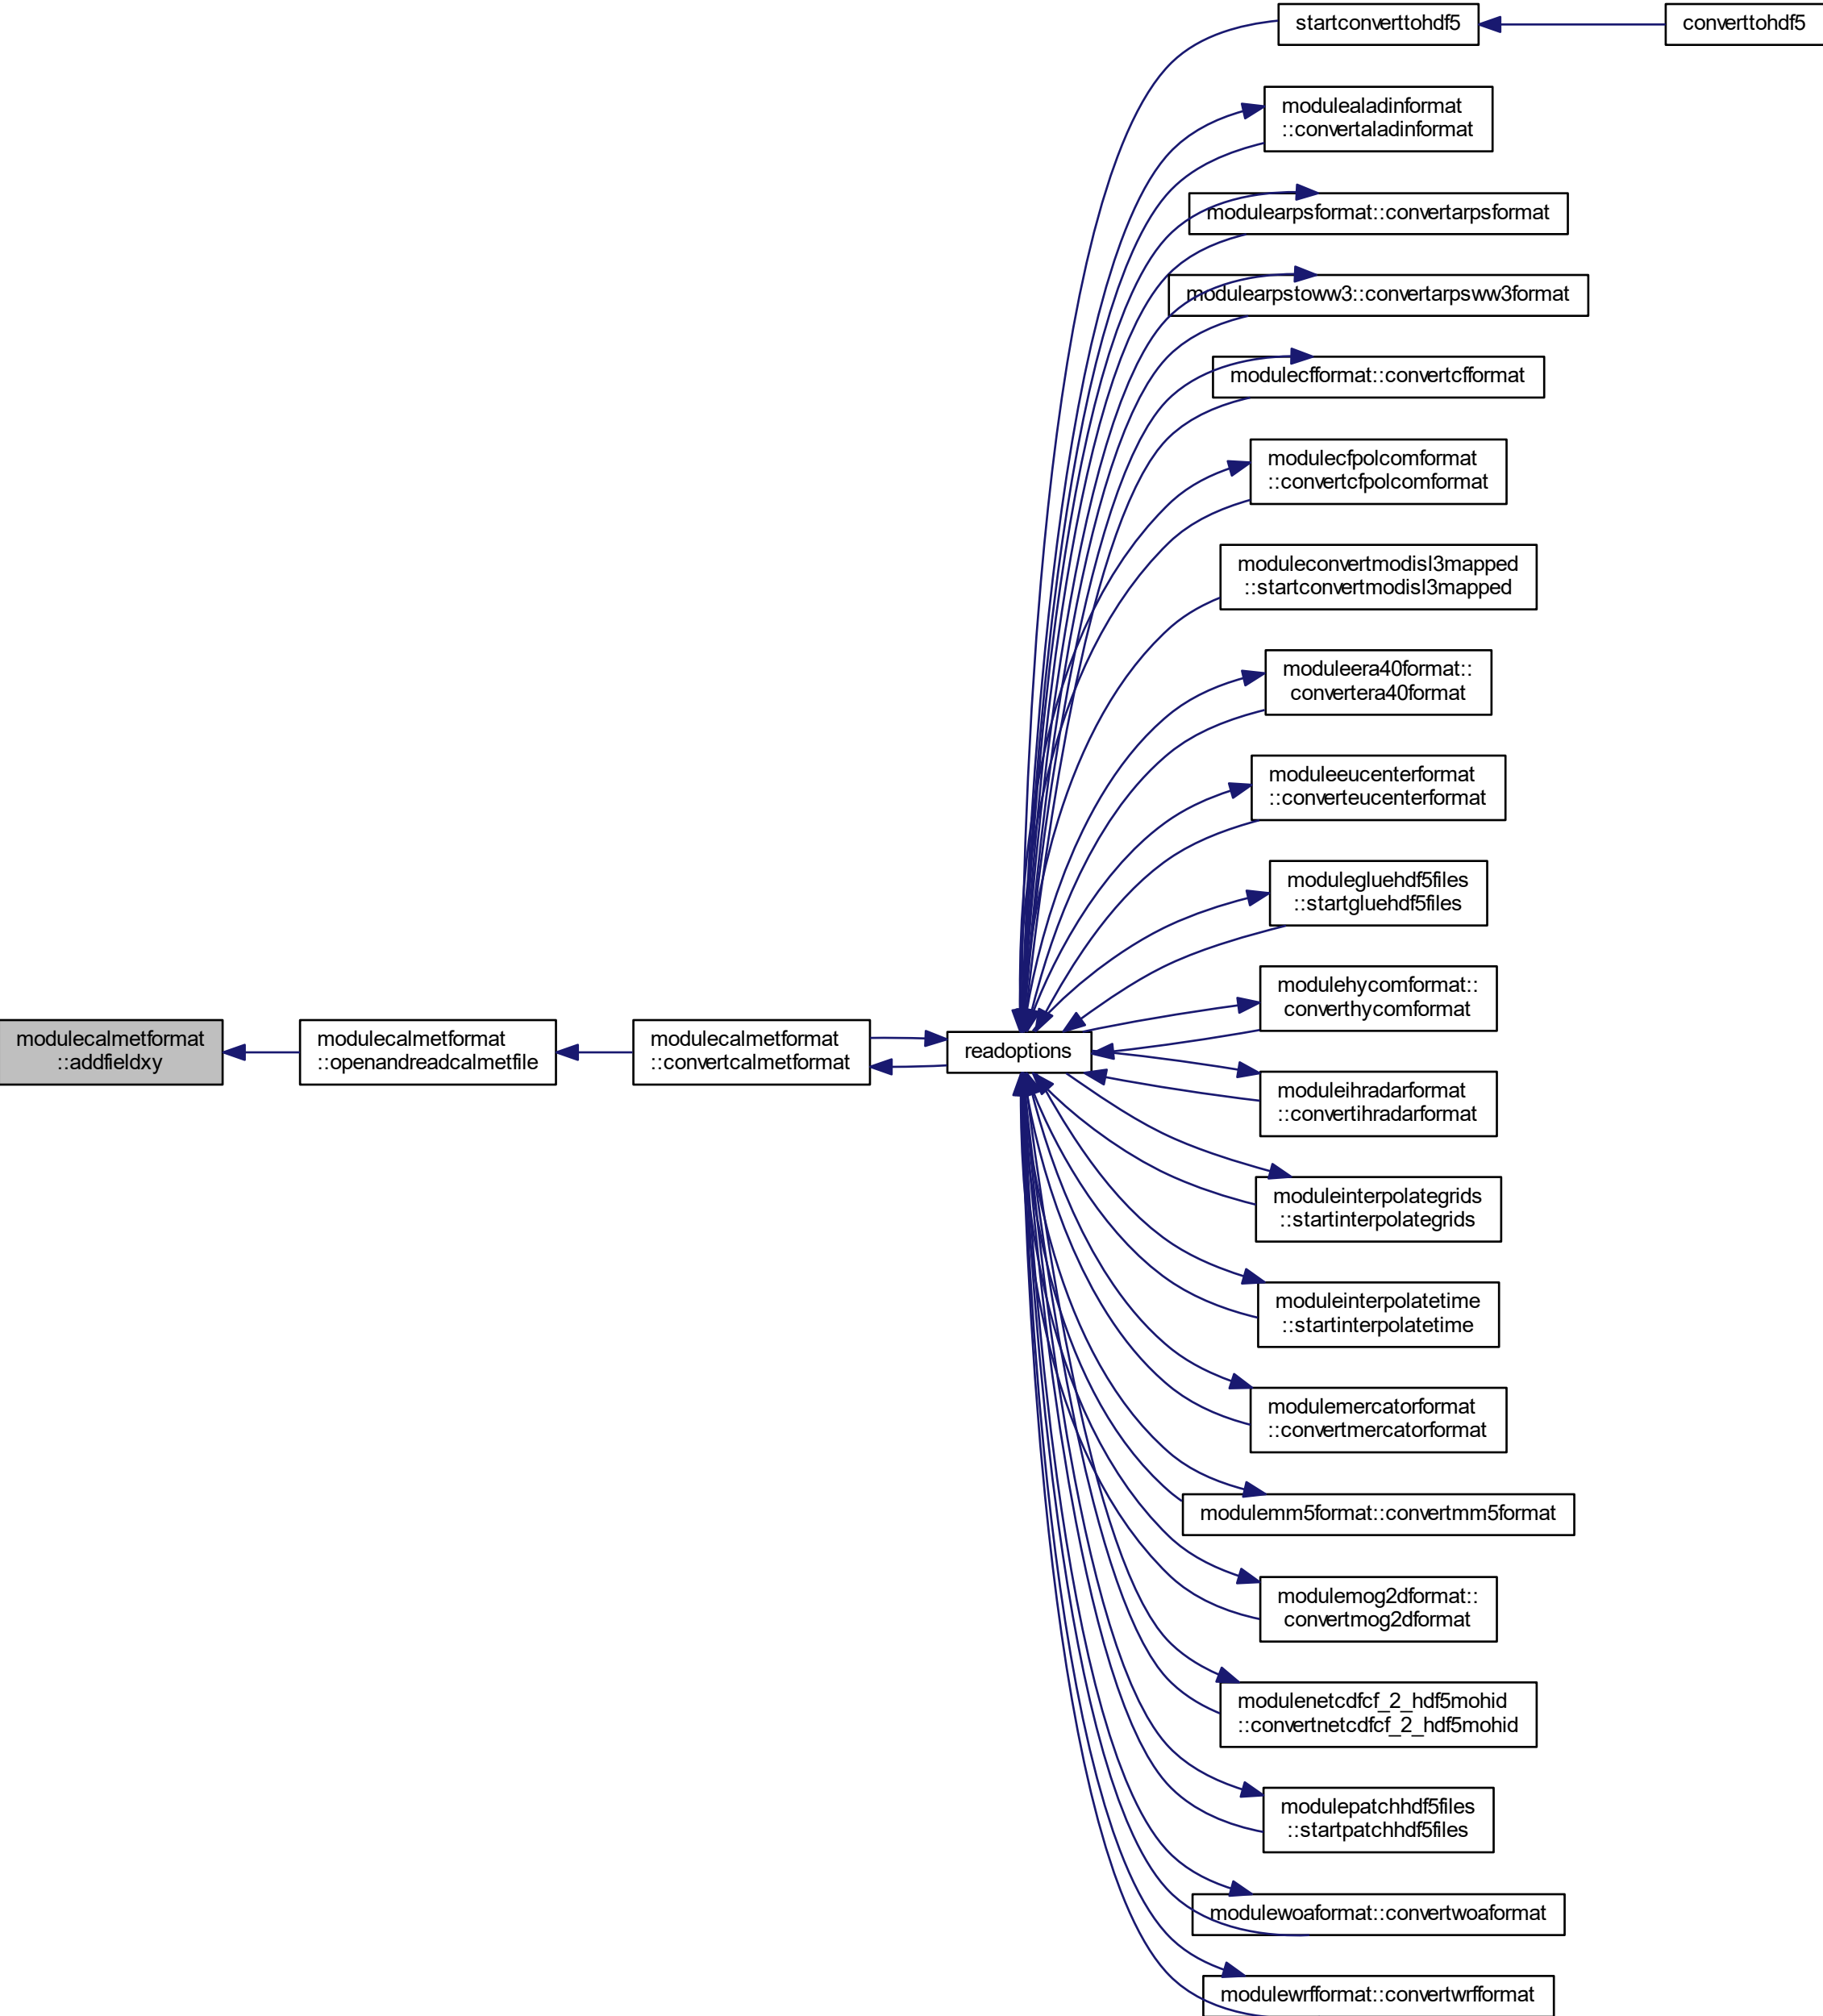 startconverttohdf5
converttohdf5
modulealadinformat
::convertaladinformat
modulearpsformat::convertarpsformat
modulearpstoww3::convertarpsww3format
modulecfformat::convertcfformat
modulecfpolcomformat
::convertcfpolcomformat
moduleconvertmodisl3mapped
::startconvertmodisl3mapped
moduleera40format::
convertera40format
moduleeucenterformat
::converteucenterformat
modulegluehdf5files
::startgluehdf5files
modulehycomformat::
converthycomformat
modulecalmetformat
::addfieldxy
modulecalmetformat
::openandreadcalmetfile
modulecalmetformat
::convertcalmetformat
readoptions
moduleihradarformat
::convertihradarformat
moduleinterpolategrids
::startinterpolategrids
moduleinterpolatetime
::startinterpolatetime
modulemercatorformat
::convertmercatorformat
modulemm5format::convertmm5format
modulemog2dformat::
convertmog2dformat
modulenetcdfcf_2_hdf5mohid
::convertnetcdfcf_2_hdf5mohid
modulepatchhdf5files
::startpatchhdf5files
modulewoaformat::convertwoaformat
modulewrfformat::convertwrfformat